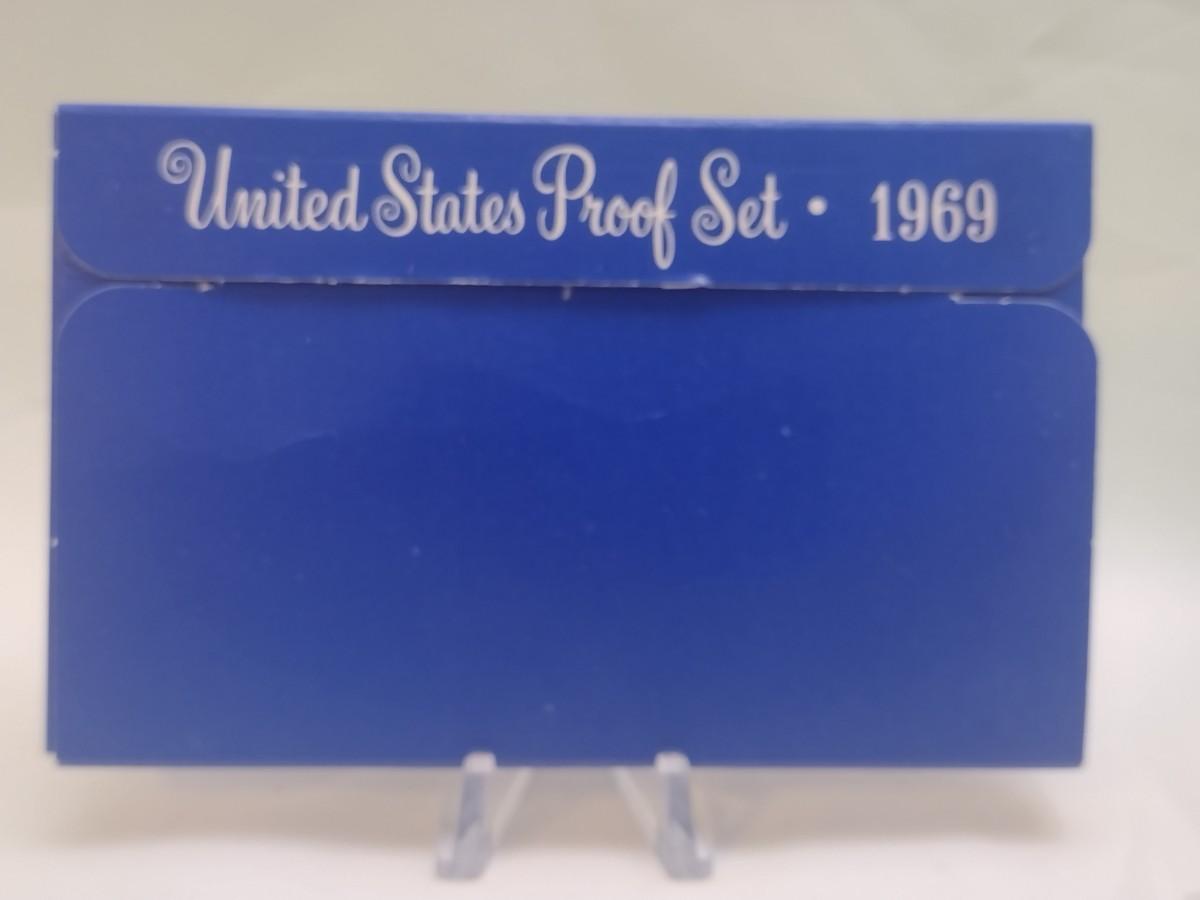 United States Proof Set • 1969